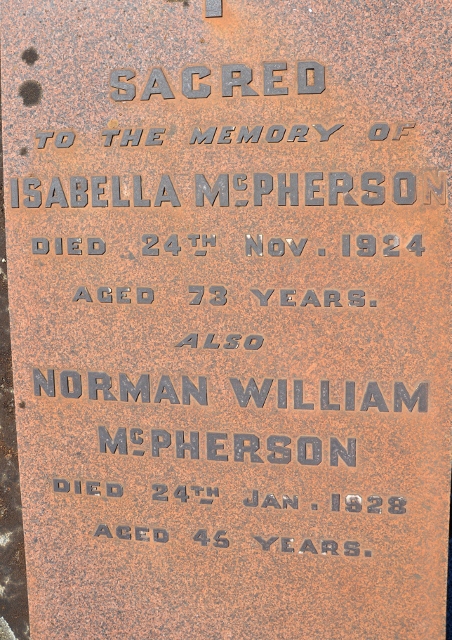 SACRED
TO THE MEMORY OF
ISABELLA McPHERSON
DIED 24TH NOV. 1924
AGED 73 YEARS.
ALSO
NORMAN WILLIAM
McPHERSON
DIED 24TH JAN. 1928
AGED 45 YEARS.